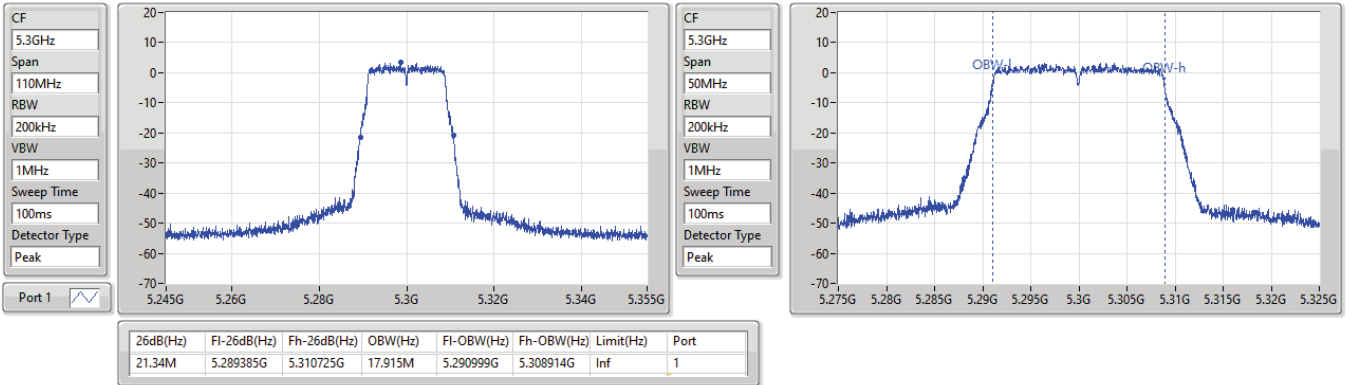 CF
5.3GHz
Span
110MHz
RBW
200kHz
VBW
1MHz
Sweep Time
100ms
Detector Type
Peak
Port 1
20-
10-
0-
-10-
-20-
-30-
-40-
-50-
-60-
-70-
5.245G 5.26G 5.28G 5.3G 5.32G 5.34G 5.355G
CF
5.3GHz
Span
50MHz
RBW
200kHz
VBW
1MHz
Sweep Time
100ms
Detector Type
Peak
20-
10-
0-
-10-
-20-
-30-
-40-
-50-
-60-
-70-
OBW-l OBW-h
5.275G 5.28G 5.285G 5.29G 5.295G 5.3G 5.305G 5.31G 5.315G 5.32G 5.325G
26dB(Hz) Fl-26dB(Hz) Fh-26dB(Hz) OBW(Hz) Fl-OBW(Hz) Fh-OBW(Hz) Limit(Hz) Port
21.34M 5.289385G 5.310725G 17.915M 5.290999G 5.308914G Inf 1